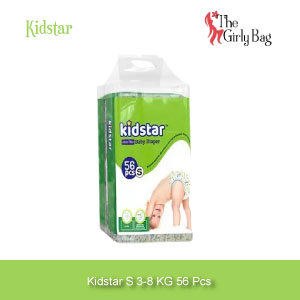 Kidstar
The
Girly Bag
kidstar
Baby Diaper
56
pcs
S
Kidstar S 3-8 KG 56 Pcs